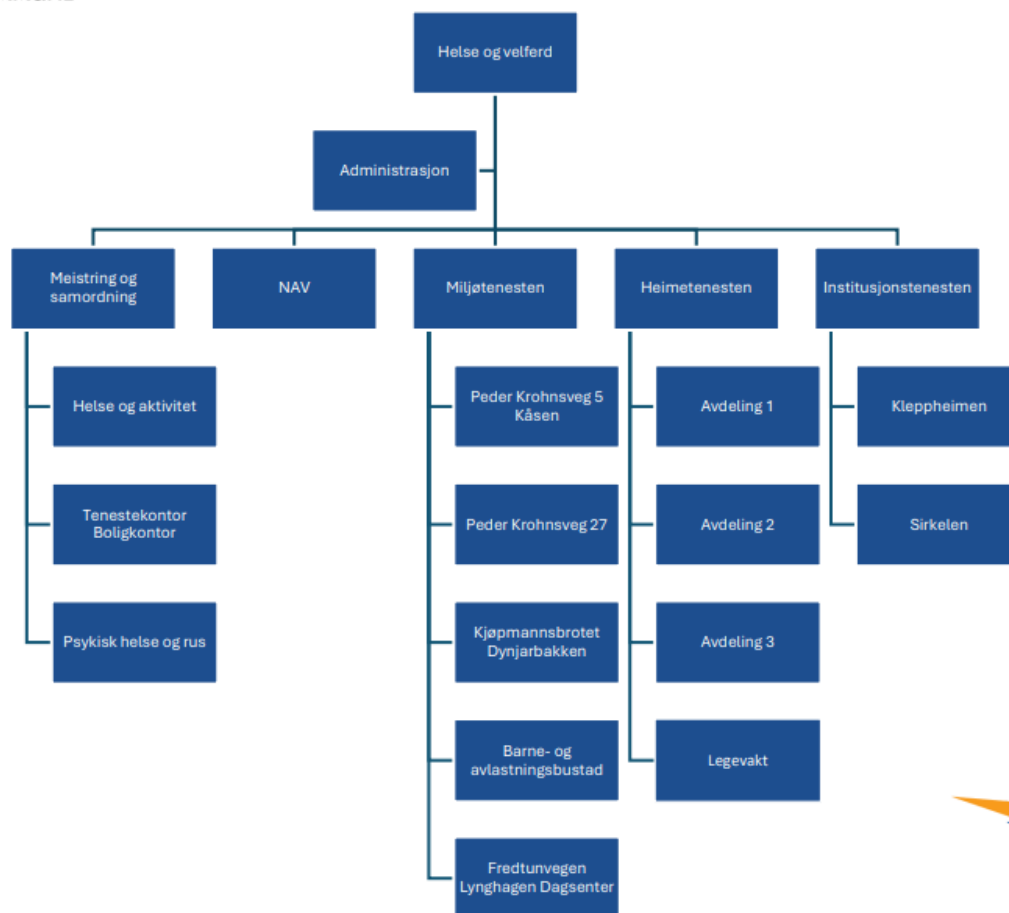 Helse og velferd
Administrasjon
Meistring og
samordning
NAV
Miljøtenesten
Heimetenesten
Institusjonstenesten
Helse og aktivitet
Tenestekontor
Boligkontor
Psykisk helse og rus
Peder Krohnsveg 5
Kåsen
Peder Krohnsveg 27
Kjøpmannsbrotet
Dynjarbakken
Barne- og
avlastningsbustad
Fredtunvegen
Lynghagen Dagsenter
Avdeling 1
Avdeling 2
Avdeling 3
Legevakt
Kleppheimen
Sirkelen